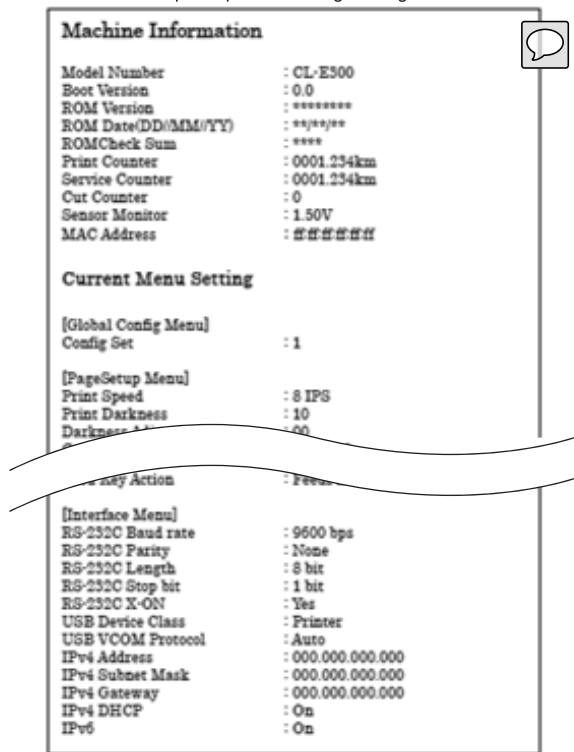 Machine Information
Model Number : CL-E300
Boot Version : 0.0
ROM Version : ********
ROM Date(DD//MM//YY) : **/**/**
ROMCheck Sum : ****
Print Counter : 0001.234km
Service Counter : 0001.234km
Cut Counter : 0
Sensor Monitor : 1.50V
MAC Address : ff:ff:ff:ff:ff:ff
Current Menu Setting
[Global Config Menu]
Config Set : 1
[PageSetup Menu]
Print Speed : 8 IPS
Print Darkness : 10
Darkness : 00
Key Action : Feeds
[Interface Menu]
RS-232C Baud rate : 9600 bps
RS-232C Parity : None
RS-232C Length : 8 bit
RS-232C Stop bit : 1 bit
RS-232C X-ON : Yes
USB Device Class : Printer
USB VCOM Protocol : Auto
IPv4 Address : 000.000.000.000
IPv4 Subnet Mask : 000.000.000.000
IPv4 Gateway : 000.000.000.000
IPv4 DHCP : On
IPv6 : On